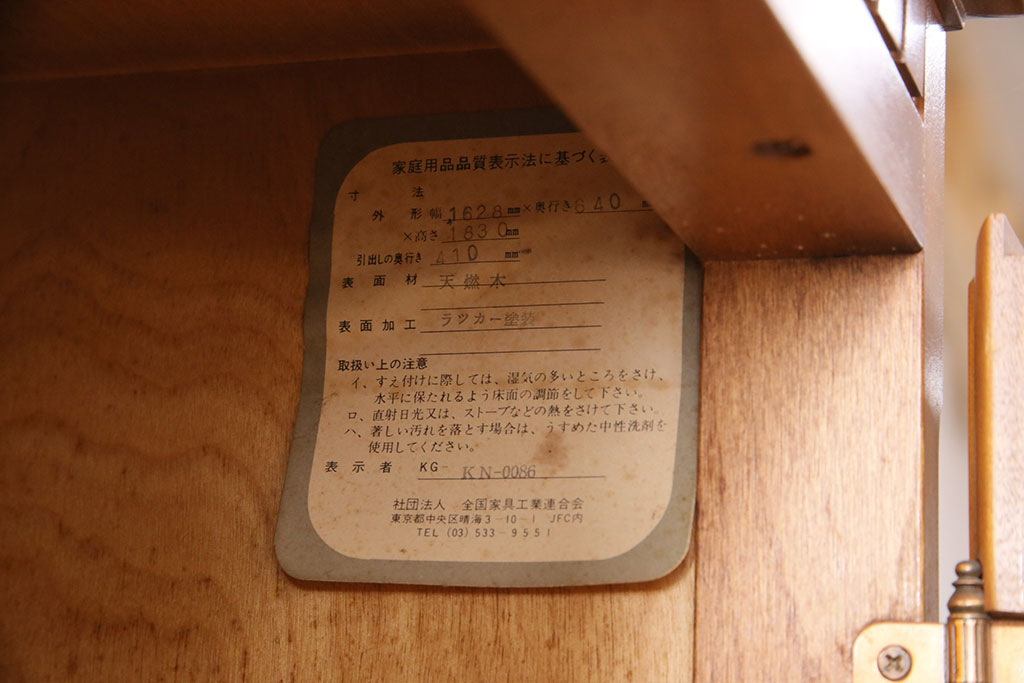 家庭用品品質表示法に基づく
寸法
外形 幅 1628 mm × 奥行き 640 mm
× 高さ 1830 mm
引出しの奥行き 410 mm
表面材 天燃木
表面加工 ラツカー塗装
取扱い上の注意
イ、すえ付けに際しては、湿気の多いところをさけ、
水平に保たれるよう床面の調節をして下さい。
ロ、直射日光又は、ストーブなどの熱をさけて下さい。
ハ、著しい汚れを落とす場合は、うすめた中性洗剤を
使用してください。
表示者 KG- KN-0086
社団法人 全国家具工業連合会
東京都中央区晴海3-10-1 JFC内
TEL (03) 533-9551